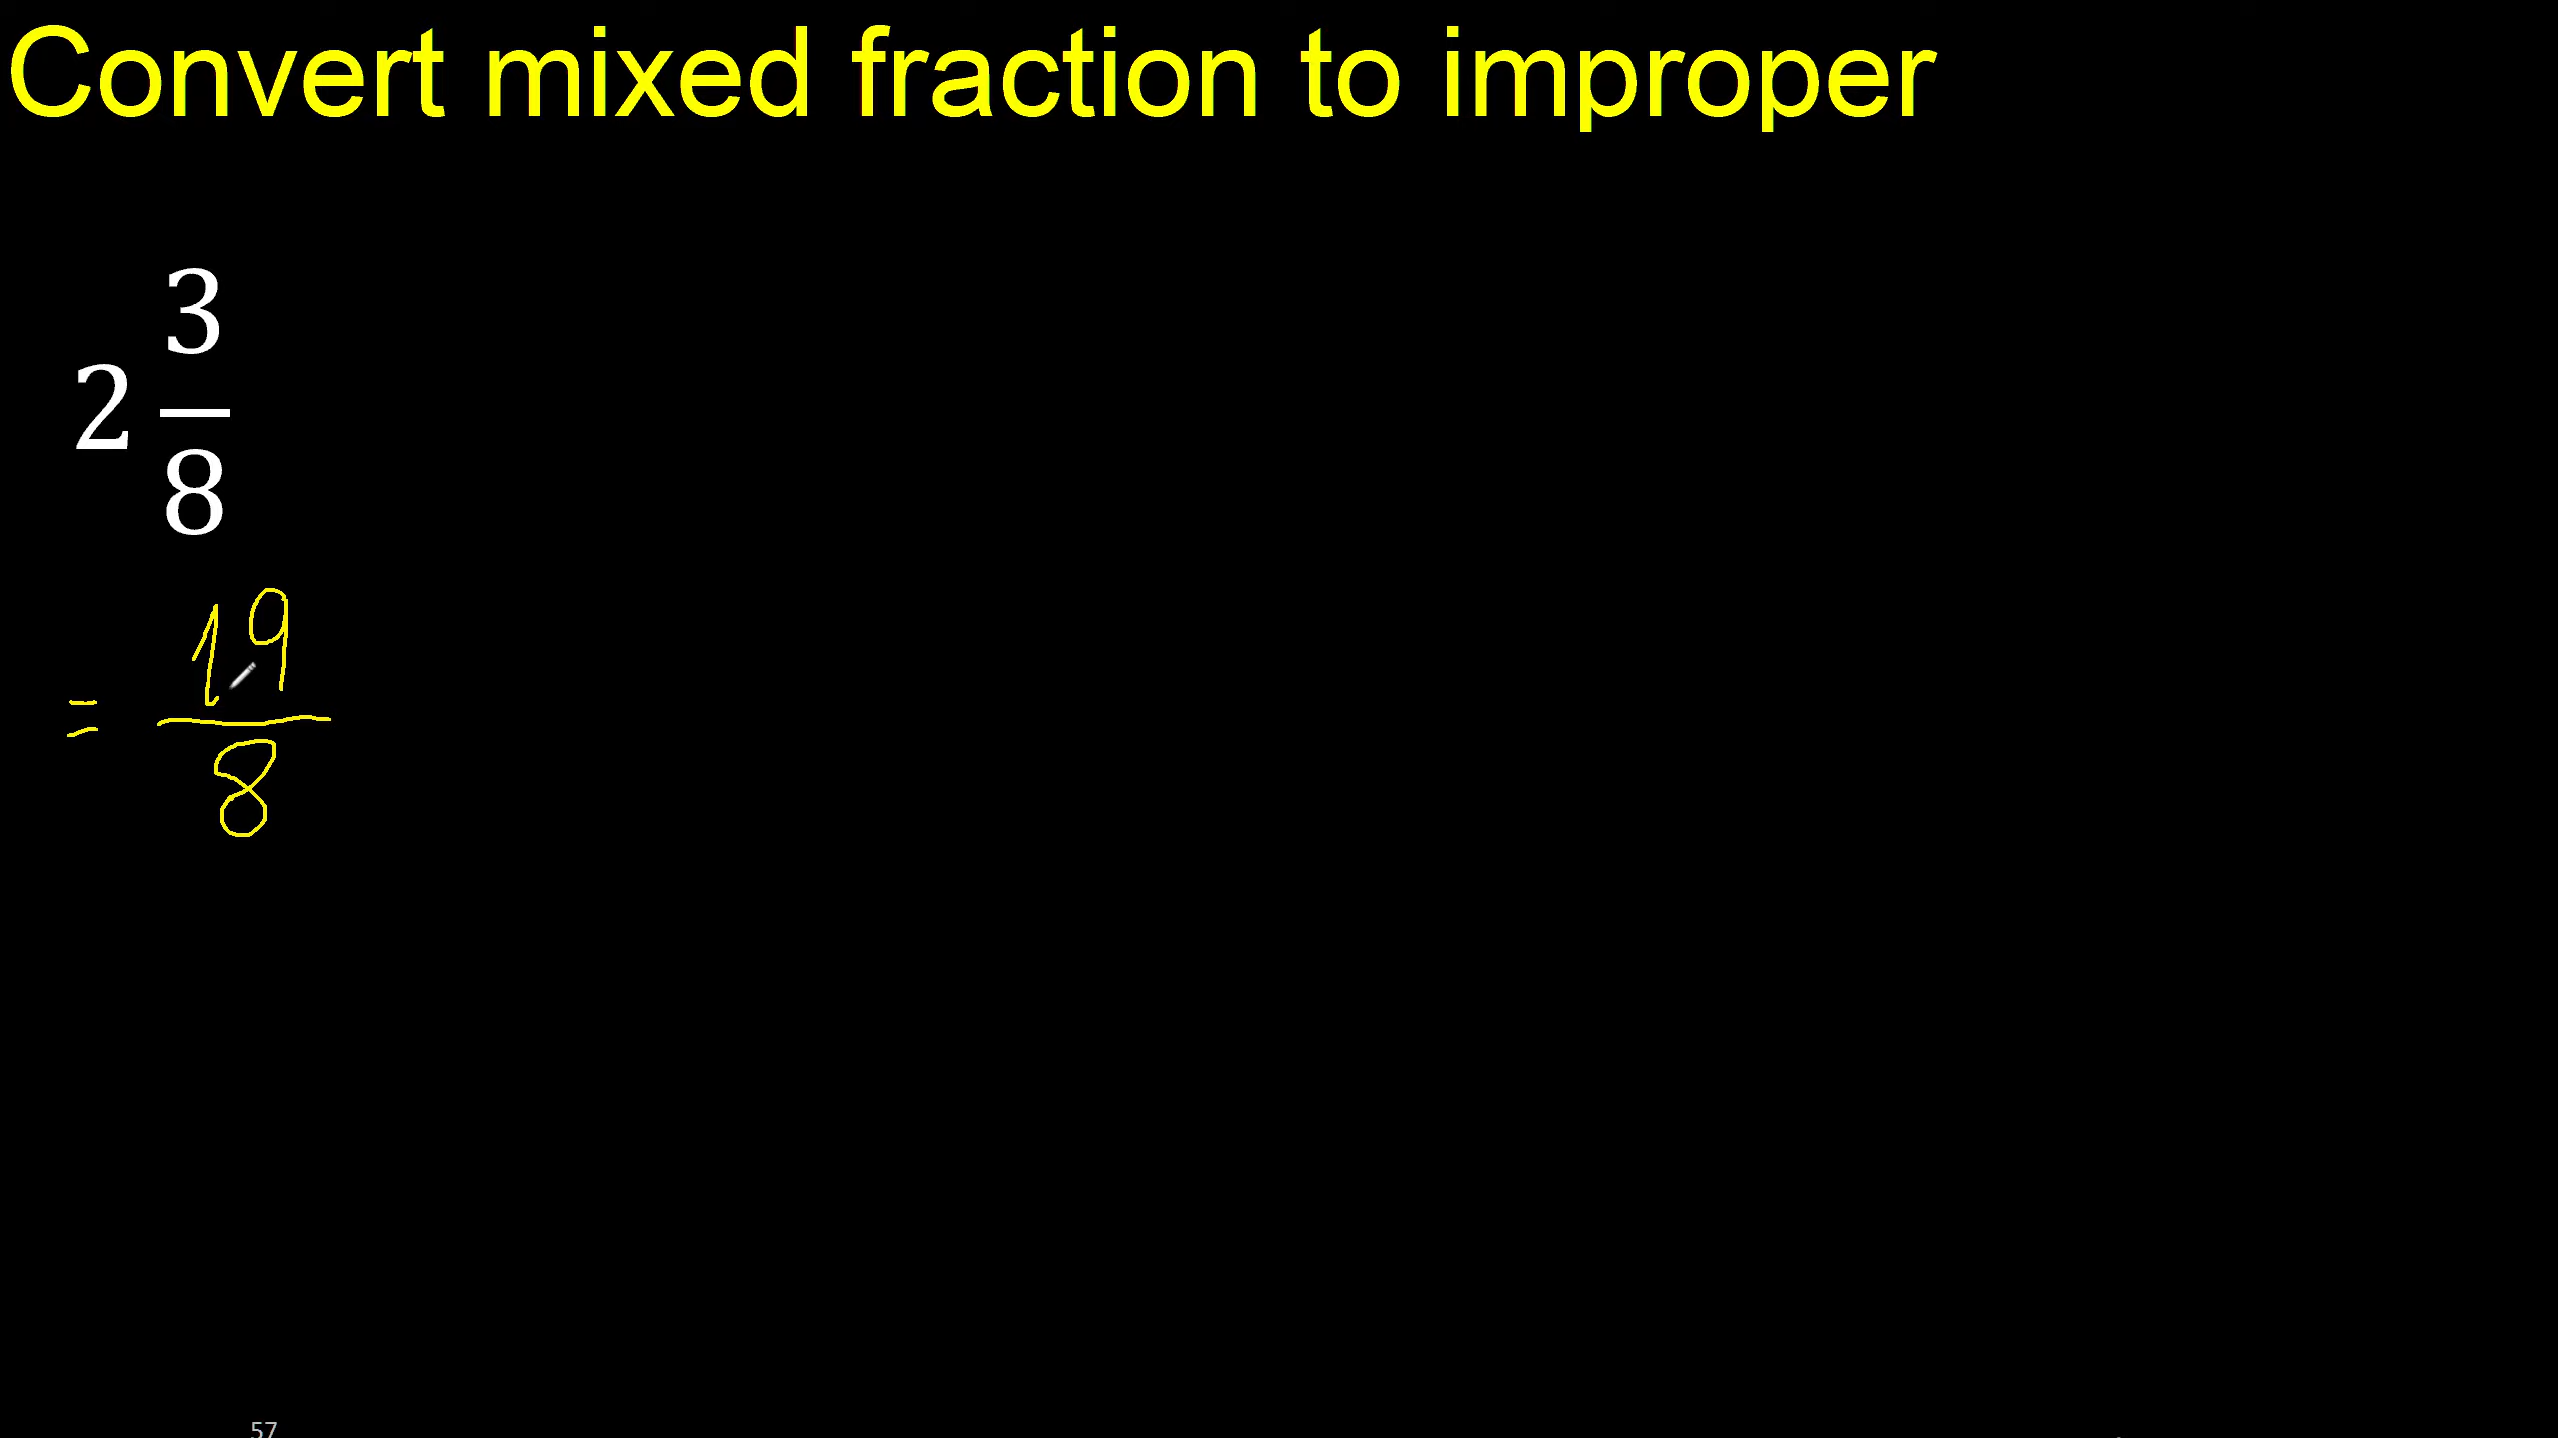 Convert mixed fraction to improper
2 3/8
= 19/8
57